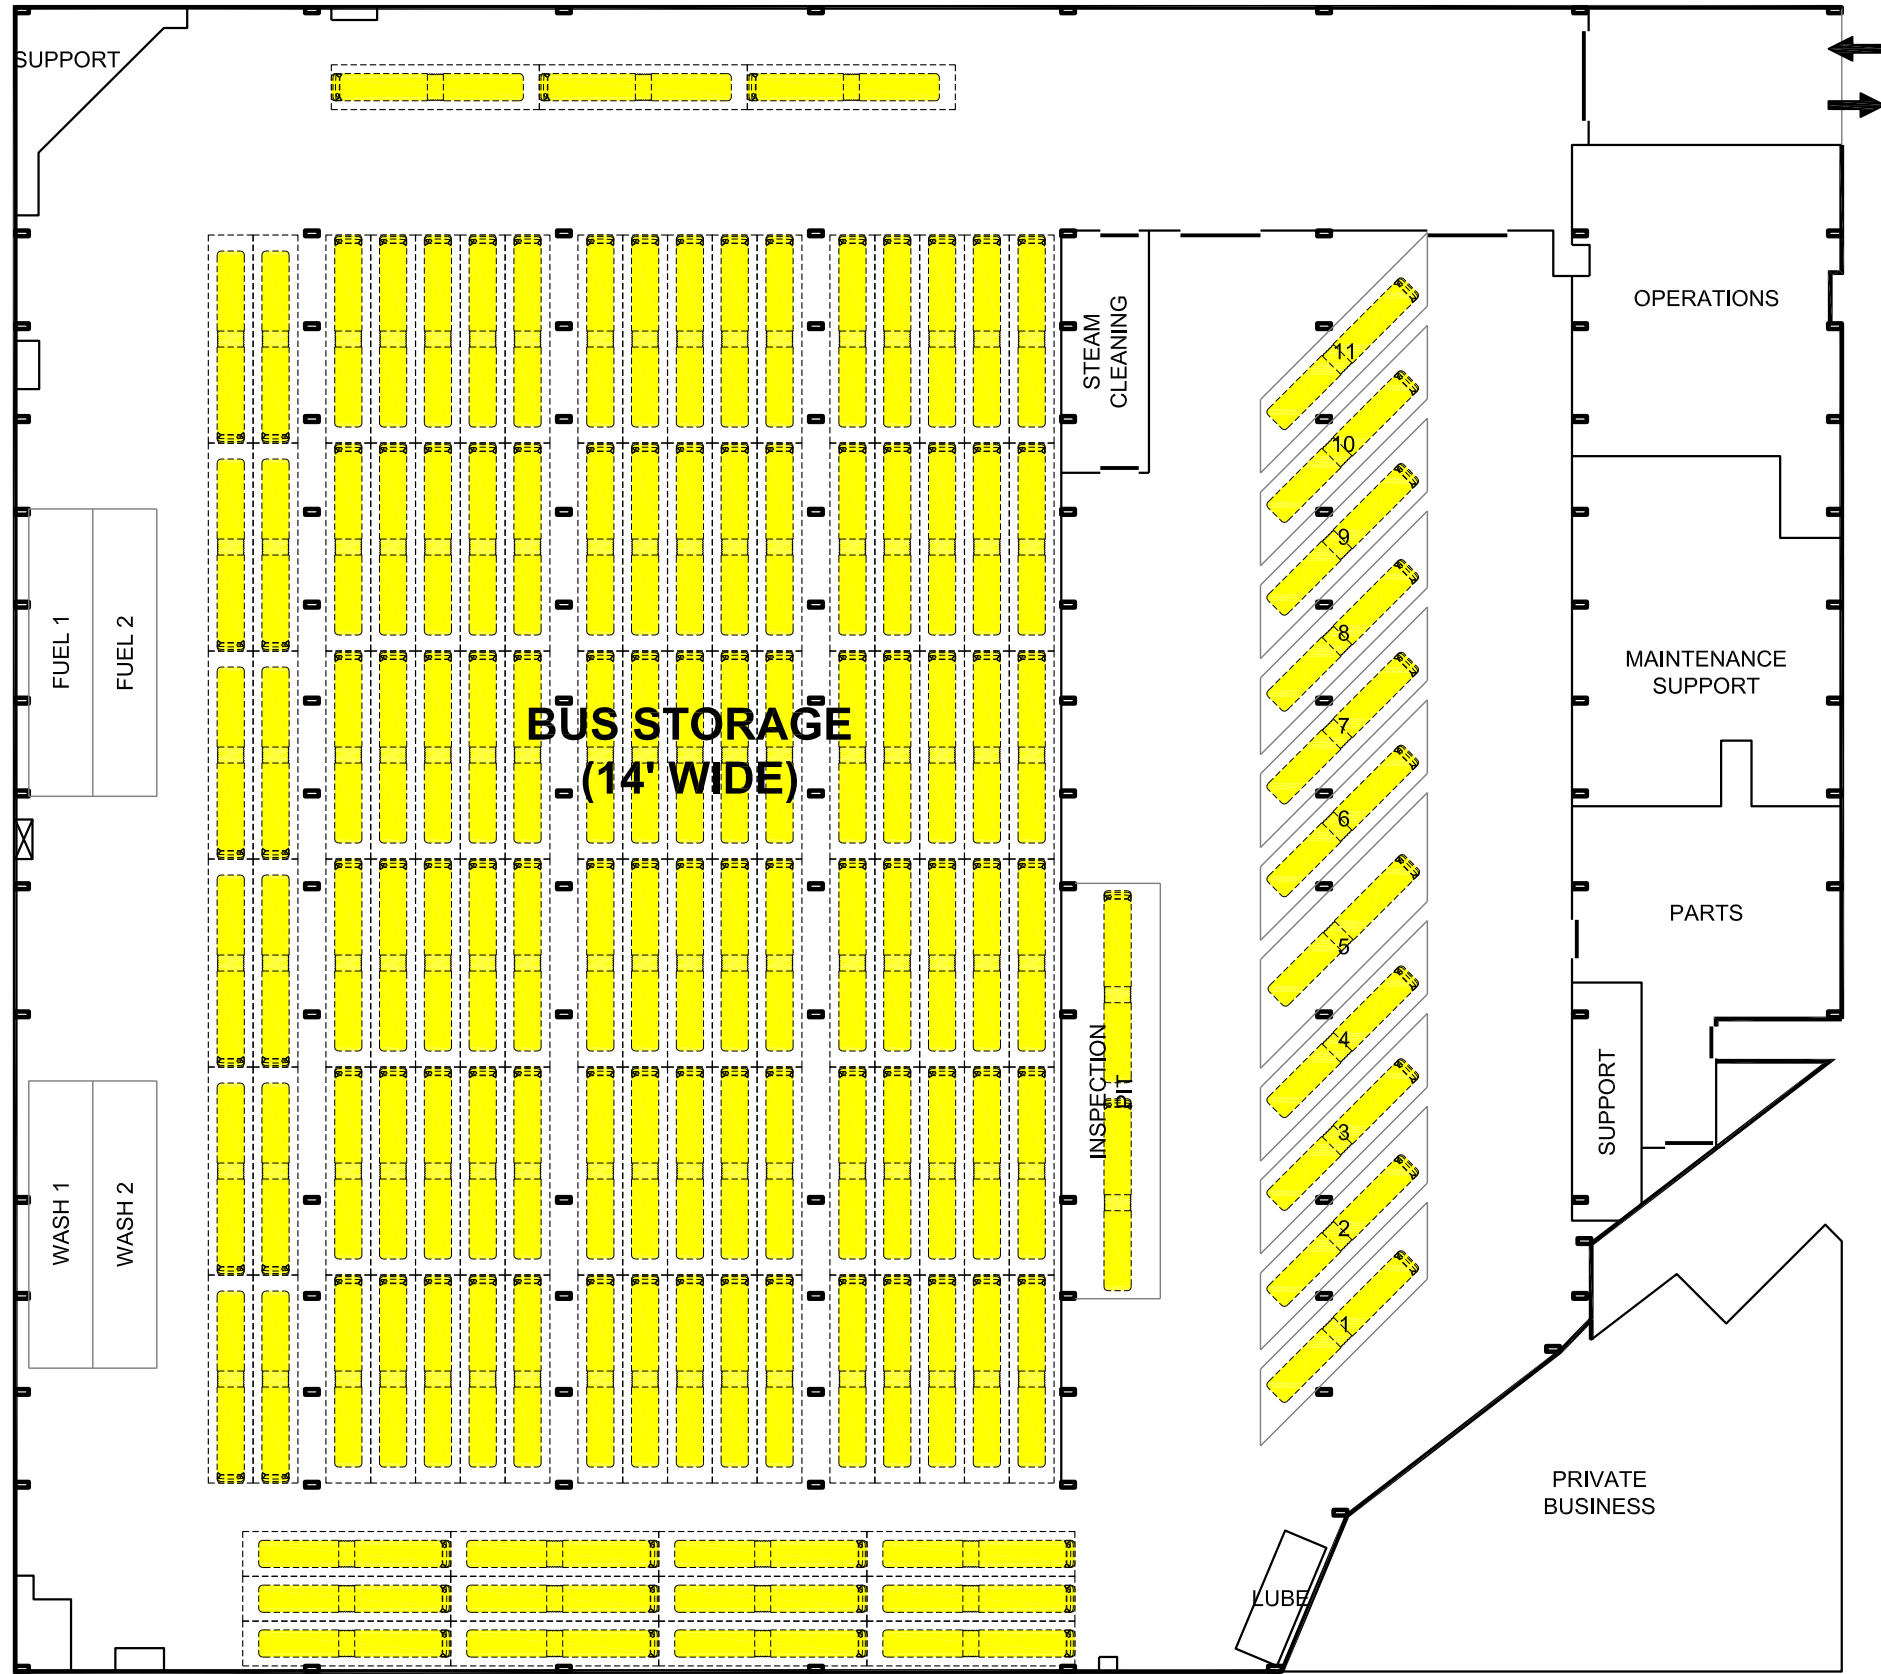 SUPPORT
STEAM
CLEANING
OPERATIONS
11
10
9
8
7
6
5
4
3
2
1
FUEL 1
FUEL 2
MAINTENANCE
SUPPORT
BUS STORAGE
(14' WIDE)
PARTS
INSPECTION
PIT
SUPPORT
WASH 1
WASH 2
PRIVATE
BUSINESS
LUBE